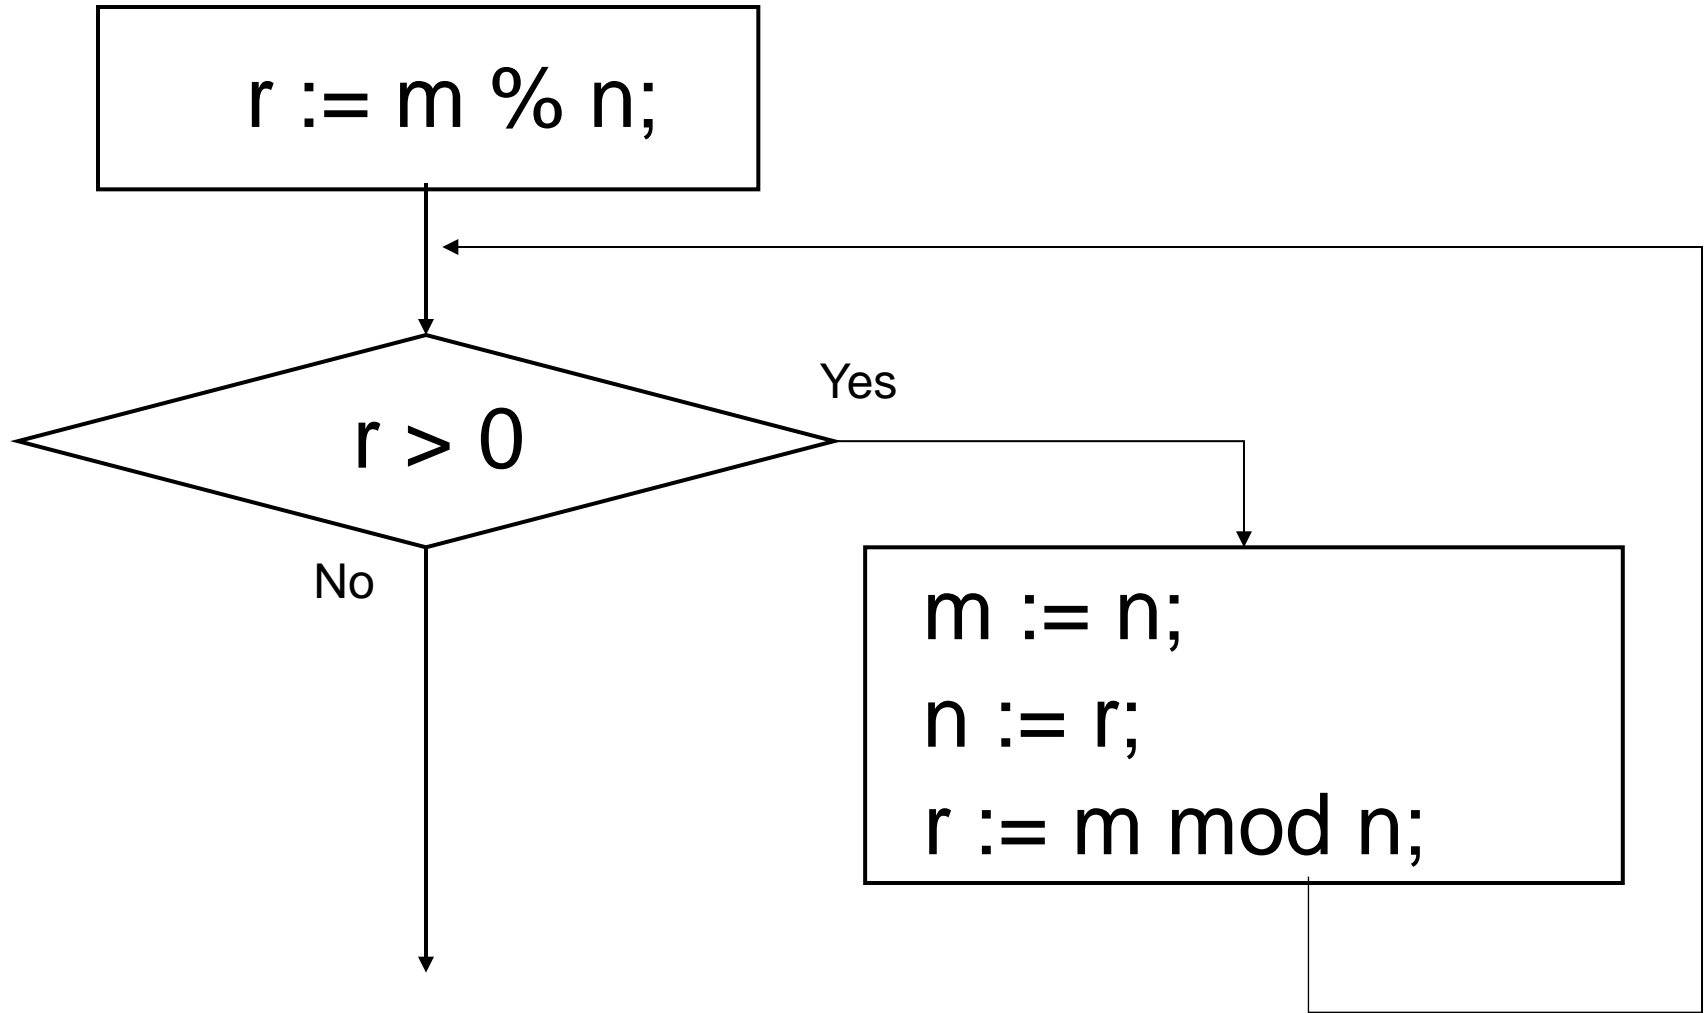 r := m % n;
r > 0
Yes
No
m := n;
n := r;
r := m mod n;